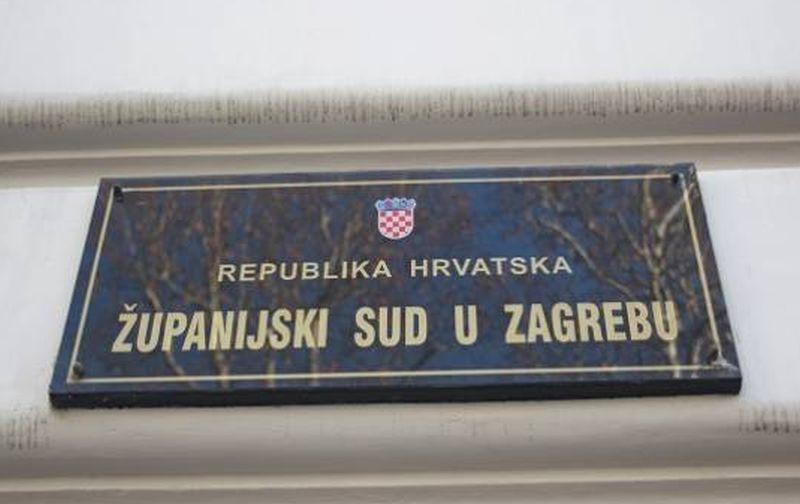 REPUBLIKA HRVATSKA
ŽUPANIJSKI SUD U ZAGREBU